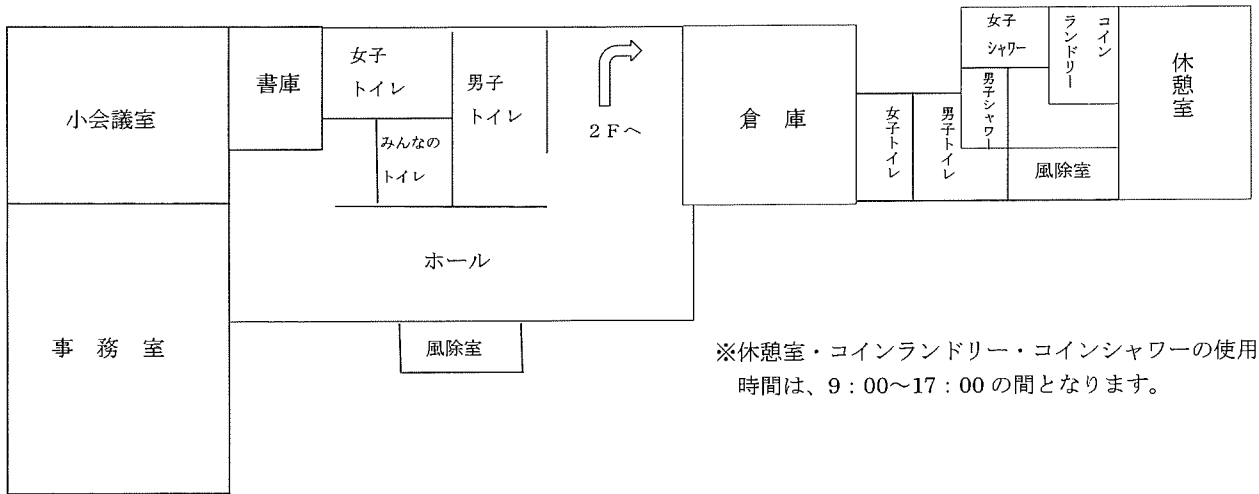 小会議室
書庫
女子
トイレ
男子
トイレ
みんなの
トイレ
2Fへ
倉 庫
女子トイレ
男子トイレ
女子
シャワー
男子シャワー
コイン
ランドリー
風除室
休憩室
ホール
事 務 室
風除室
※休憩室・コインランドリー・コインシャワーの使用
時間は、9:00~17:00の間となります。